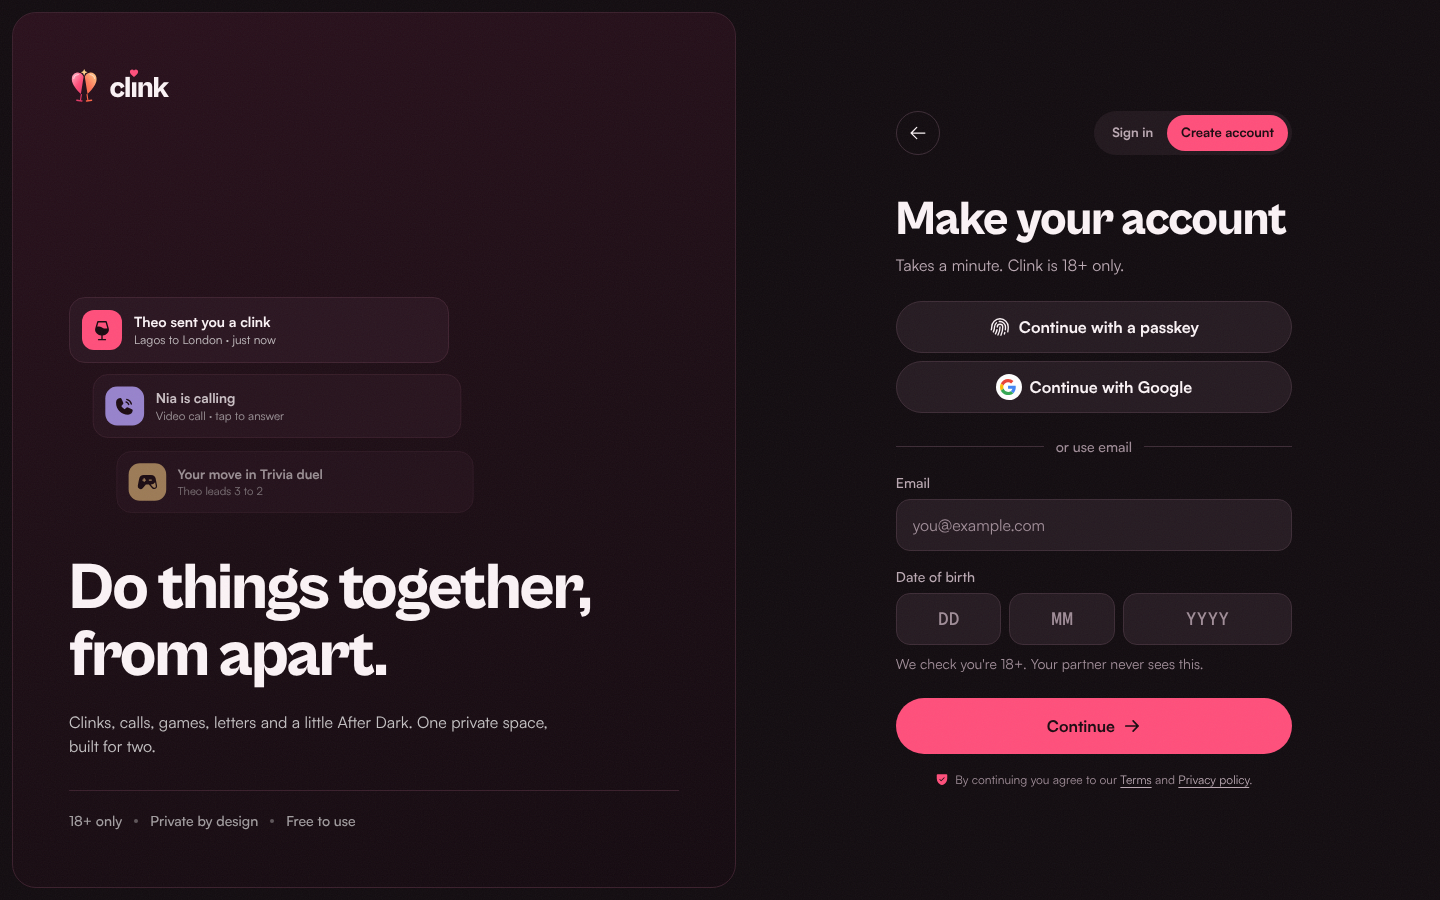 clink
Theo sent you a clink
Lagos to London · just now
Nia is calling
Video call · tap to answer
Your move in Trivia duel
Theo leads 3 to 2
Do things together,
from apart.
Clinks, calls, games, letters and a little After Dark. One private space,
built for two.
18+ only • Private by design • Free to use
Sign in
Create account
Make your account
Takes a minute. Clink is 18+ only.
Continue with a passkey
Continue with Google
or use email
Email
you@example.com
Date of birth
DD MM YYYY
We check you're 18+. Your partner never sees this.
Continue →
By continuing you agree to our Terms and Privacy policy.